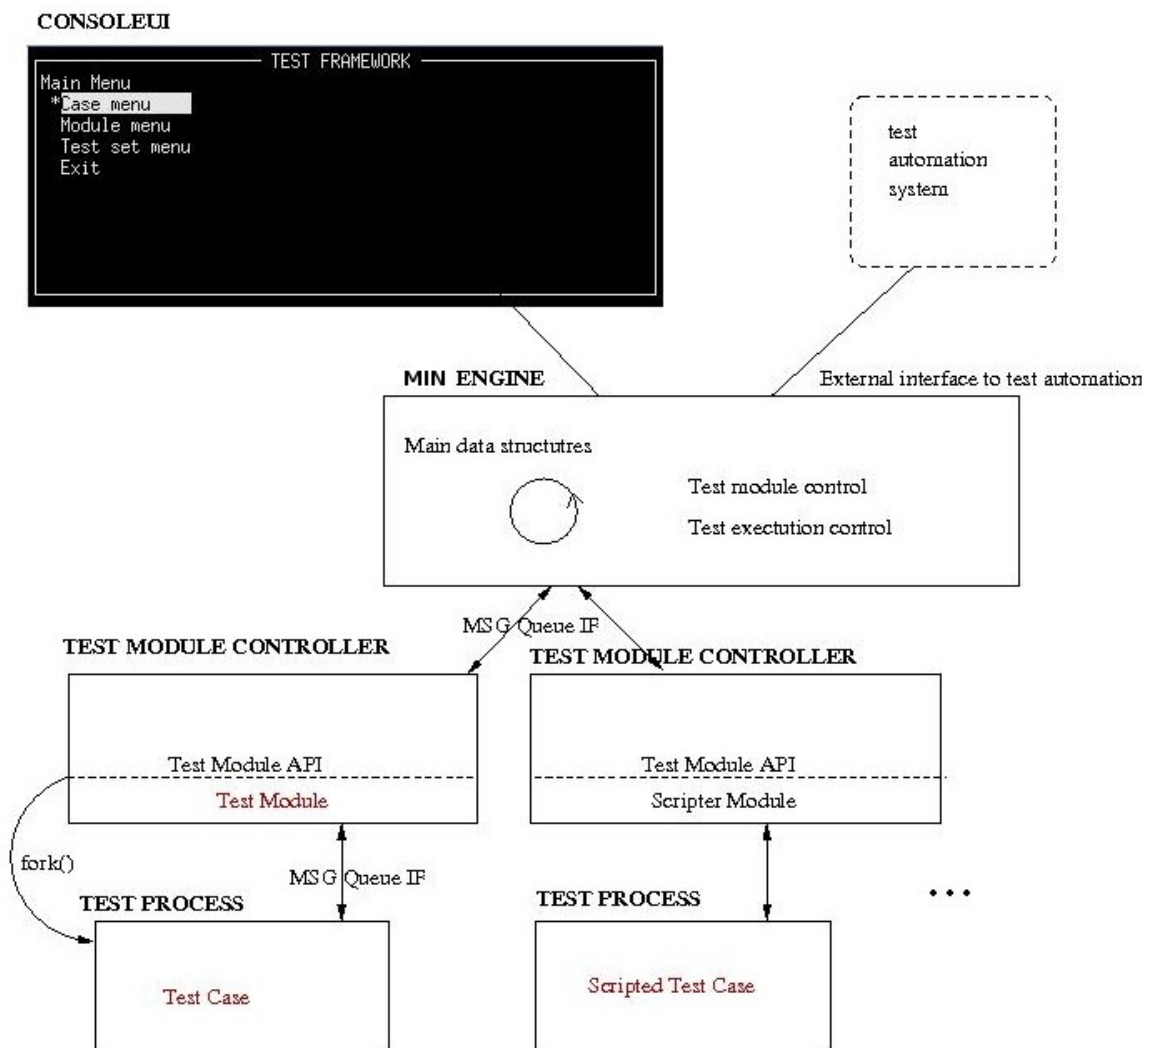 CONSOLEUI
TEST FRAMEWORK
Main Menu
*Case menu
Module menu
Test set menu
Exit
test
automation
system
MIN ENGINE
External interface to test automation
Main data structutres
Test module control
Test exectution control
MSG Queue IF
TEST MODULE CONTROLLER
TEST MODULE CONTROLLER
Test Module API
Test Module
Test Module API
Scripter Module
fork()
MSG Queue IF
TEST PROCESS
TEST PROCESS
...
Test Case
Scripted Test Case